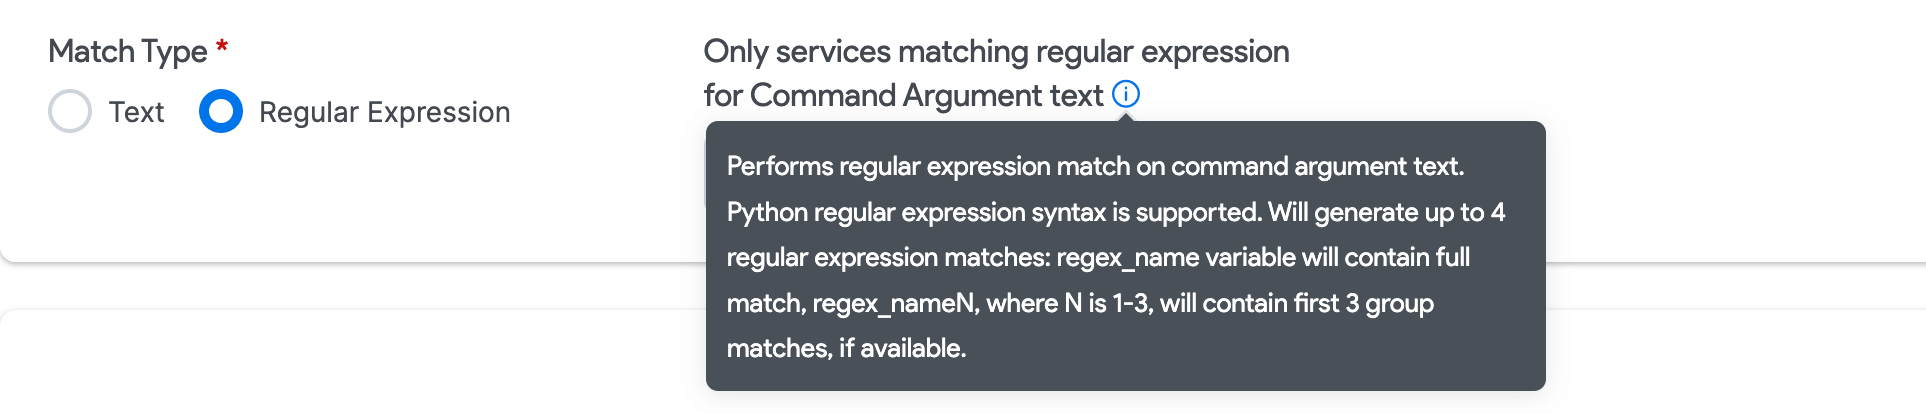 Match Type *
Text
Regular Expression
Only services matching regular expression
for Command Argument text
Performs regular expression match on command argument text.
Python regular expression syntax is supported. Will generate up to 4
regular expression matches: regex_name variable will contain full
match, regex_nameN, where N is 1-3, will contain first 3 group
matches, if available.